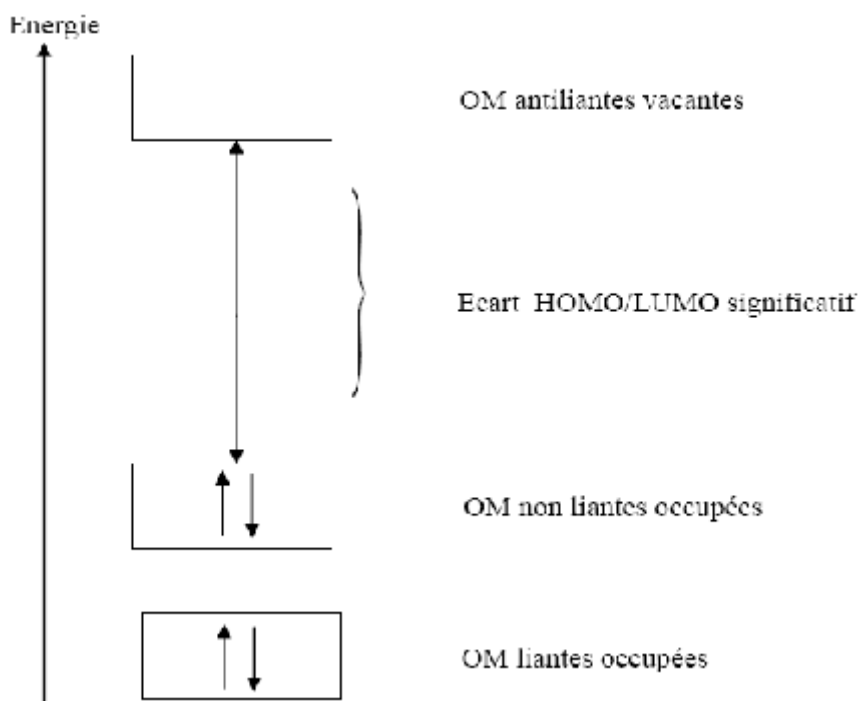 Energie
OM antiliantes vacantes
Ecart HOMO/LUMO significatif
OM non liantes occupées
OM liantes occupées